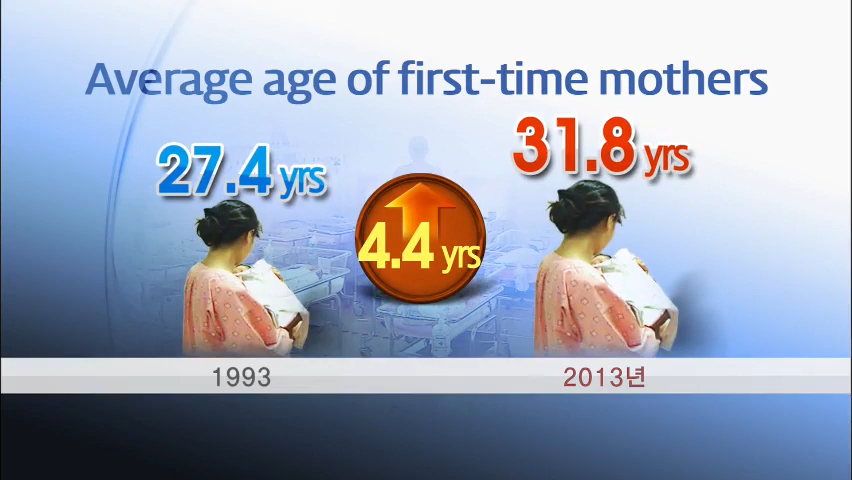 Average age of first-time mothers
27.4 yrs
31.8 yrs
4.4 yrs
1993
2013년